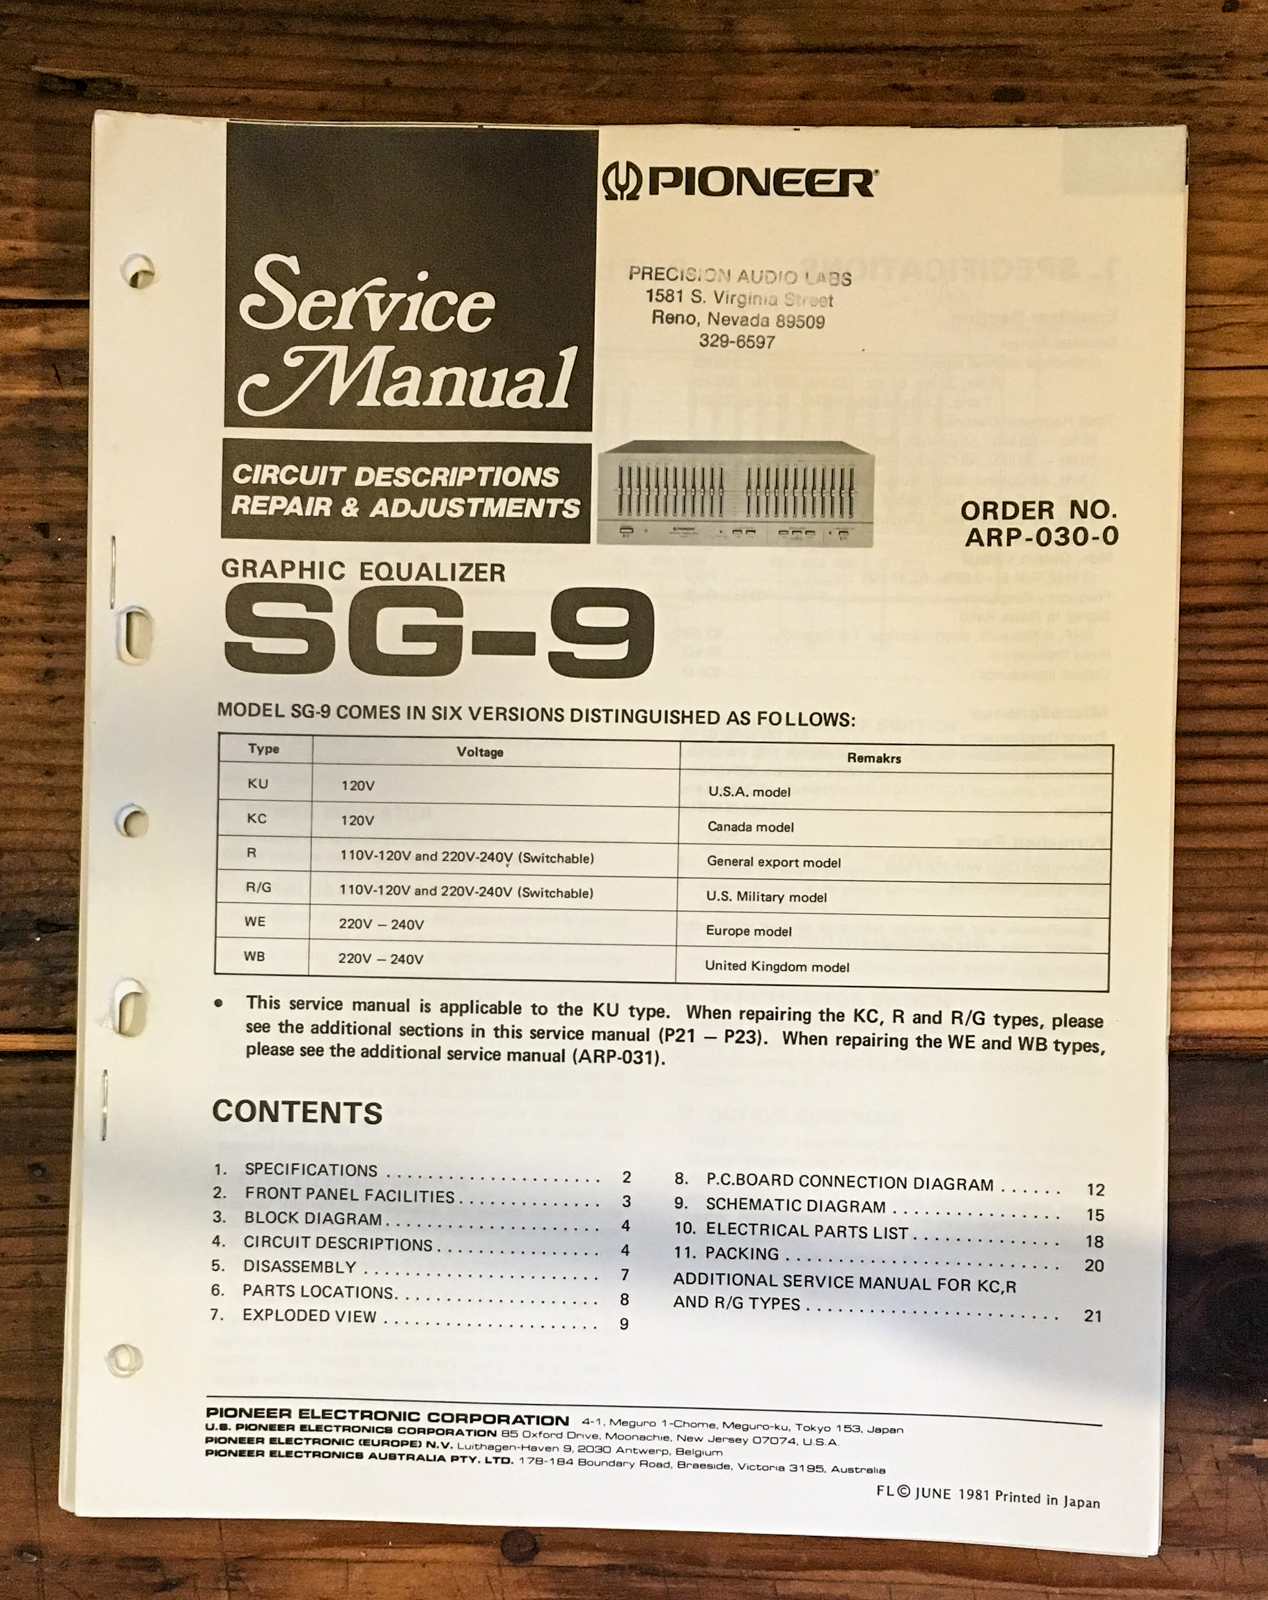 PIONEER
Service
Manual
PRECISION AUDIO LABS
1581 S. Virginia Street
Reno, Nevada 89509
329-6597
CIRCUIT DESCRIPTIONS
REPAIR & ADJUSTMENTS
ORDER NO.
ARP-030-0
GRAPHIC EQUALIZER
SG-9
MODEL SG-9 COMES IN SIX VERSIONS DISTINGUISHED AS FOLLOWS:
Type Voltage Remakrs
KU 120V U.S.A. model
KC 120V Canada model
R 110V-120V and 220V-240V (Switchable) General export model
R/G 110V-120V and 220V-240V (Switchable) U.S. Military model
WE 220V – 240V Europe model
WB 220V – 240V United Kingdom model
• This service manual is applicable to the KU type. When repairing the KC, R and R/G types, please
see the additional sections in this service manual (P21 – P23). When repairing the WE and WB types,
please see the additional service manual (ARP-031).
CONTENTS
1. SPECIFICATIONS . . . . . . . . . . . . . . . . . . . . . . 2
2. FRONT PANEL FACILITIES . . . . . . . . . . . . . . . 3
3. BLOCK DIAGRAM . . . . . . . . . . . . . . . . . . . . . . 4
4. CIRCUIT DESCRIPTIONS . . . . . . . . . . . . . . . . . 4
5. DISASSEMBLY . . . . . . . . . . . . . . . . . . . . . . . . 7
6. PARTS LOCATIONS. . . . . . . . . . . . . . . . . . . . . 8
7. EXPLODED VIEW . . . . . . . . . . . . . . . . . . . . . . 9
8. P.C.BOARD CONNECTION DIAGRAM . . . . . . 12
9. SCHEMATIC DIAGRAM . . . . . . . . . . . . . . . . . 15
10. ELECTRICAL PARTS LIST . . . . . . . . . . . . . . . 18
11. PACKING . . . . . . . . . . . . . . . . . . . . . . . . . . . . 20
ADDITIONAL SERVICE MANUAL FOR KC,R
AND R/G TYPES . . . . . . . . . . . . . . . . . . . . . . . . . . 21
PIONEER ELECTRONIC CORPORATION 4-1, Meguro 1-Chome, Meguro-ku, Tokyo 153, Japan
U.S. PIONEER ELECTRONICS CORPORATION 85 Oxford Drive, Moonachie, New Jersey 07074, U.S.A.
PIONEER ELECTRONIC (EUROPE) N.V. Luithagen-Haven 9, 2030 Antwerp, Belgium
PIONEER ELECTRONICS AUSTRALIA PTY. LTD. 178-184 Boundary Road, Braeside, Victoria 3195, Australia
FL © JUNE 1981 Printed in Japan